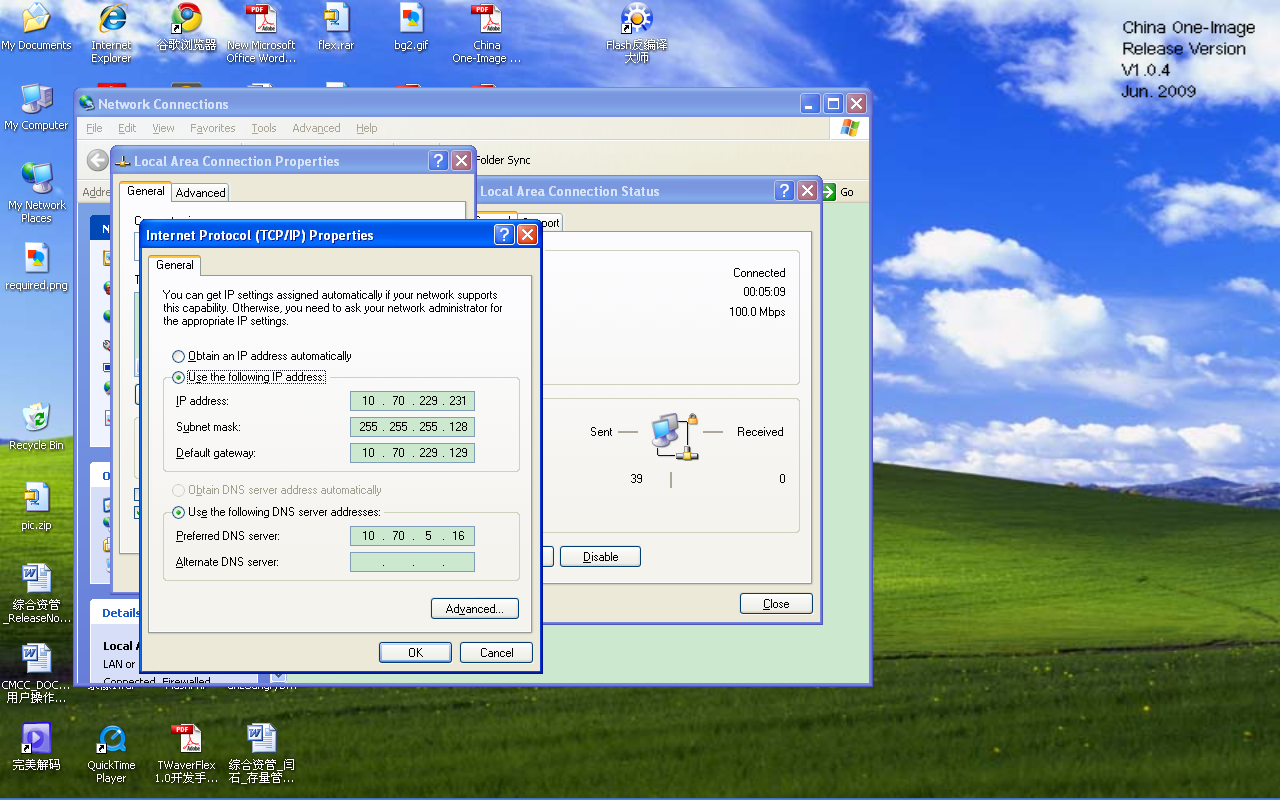 My Documents
Internet
Explorer
谷歌浏览器
New Microsoft
Office Word...
flex.rar
bg2.gif
China
One-Image ...
Flash反编译
大师
China One-Image
Release Version
V1.0.4
Jun. 2009
My Computer
My Network
Places
required.png
Recycle Bin
pic.zip
综合资管
_ReleaseNo...
CMCC_DOC...
用户操作...
完美解码
QuickTime
Player
TWaverFlex
1.0开发手...
综合资管_闫
石_存量管...
Network Connections
File Edit View Favorites Tools Advanced Help
Folder Sync
Addre
Go
Details
Local A
LAN or
Connected, Firewalled
Local Area Connection Properties
General Advanced
Local Area Connection Status
Connected
00:05:09
100.0 Mbps
Sent
Received
39
0
Disable
Close
Internet Protocol (TCP/IP) Properties
General
You can get IP settings assigned automatically if your network supports
this capability. Otherwise, you need to ask your network administrator for
the appropriate IP settings.
Obtain an IP address automatically
Use the following IP address:
IP address: 10 . 70 . 229 . 231
Subnet mask: 255 . 255 . 255 . 128
Default gateway: 10 . 70 . 229 . 129
Obtain DNS server address automatically
Use the following DNS server addresses:
Preferred DNS server: 10 . 70 . 5 . 16
Alternate DNS server: . . .
Advanced...
OK Cancel